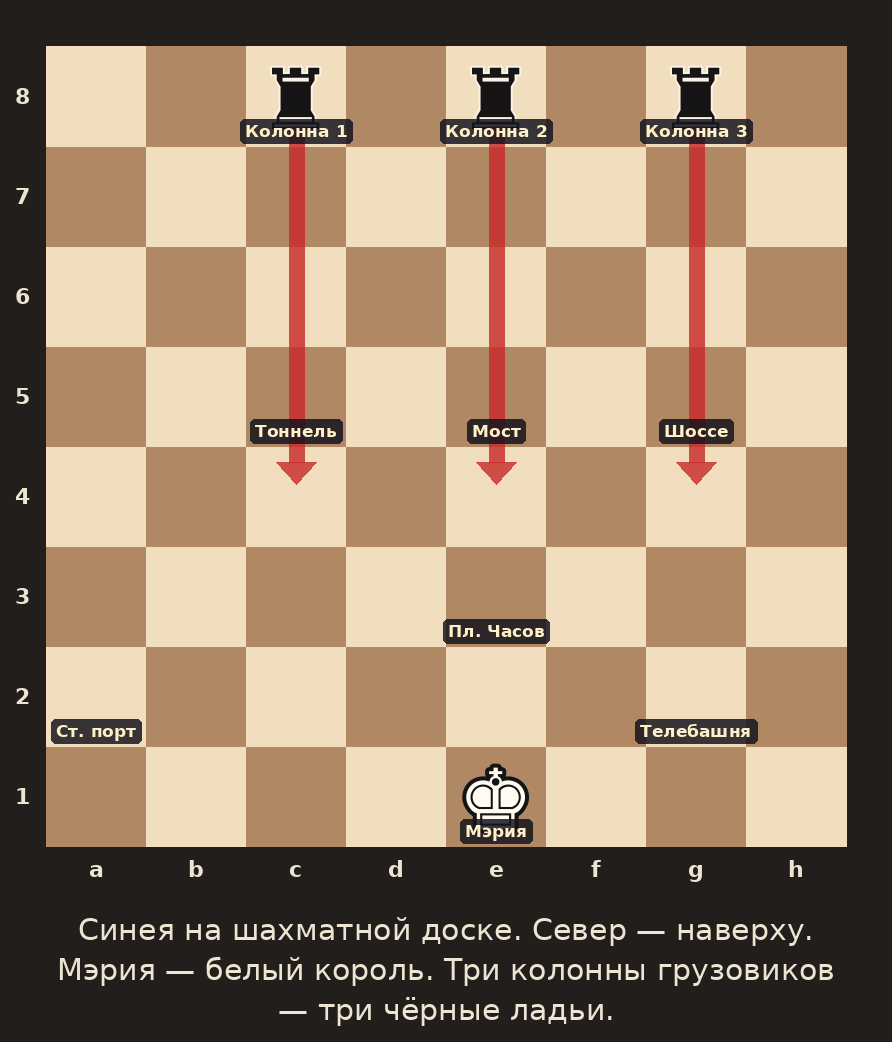 8
Колонна 1
Колонна 2
Колонна 3
7
6
5
Тоннель
Мост
Шоссе
4
3
Пл. Часов
2
Ст. порт
Телебашня
1
Мэрия
a b c d e f g h
Синея на шахматной доске. Север — наверху.
Мэрия — белый король. Три колонны грузовиков
— три чёрные ладьи.